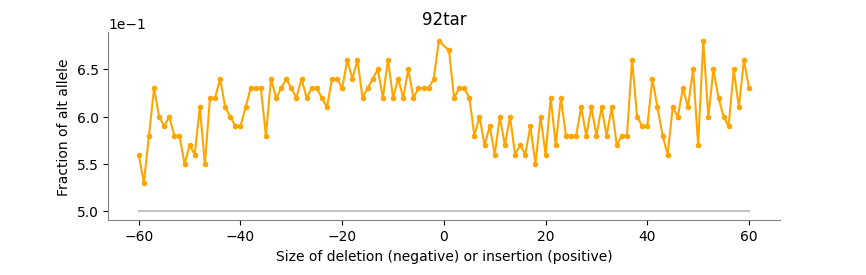 92tar
1e−1
6.5
6.0
5.5
5.0
Fraction of alt allele
−60 −40 −20 0 20 40 60
Size of deletion (negative) or insertion (positive)